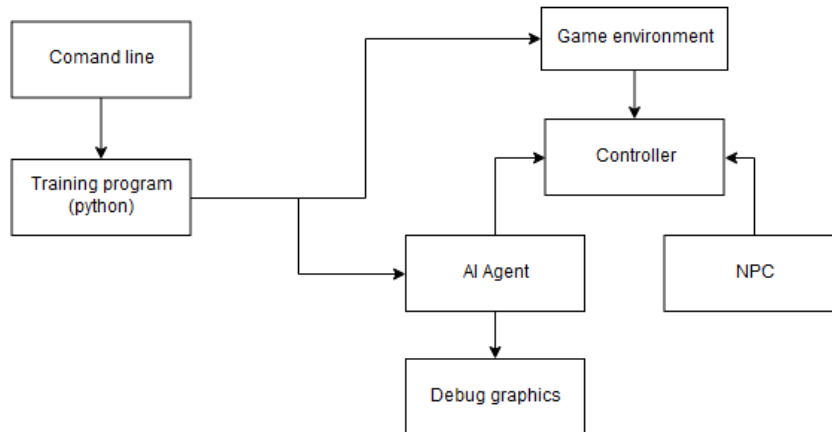 Game environment
Comand line
Controller
Training program
(python)
AI Agent
NPC
Debug graphics